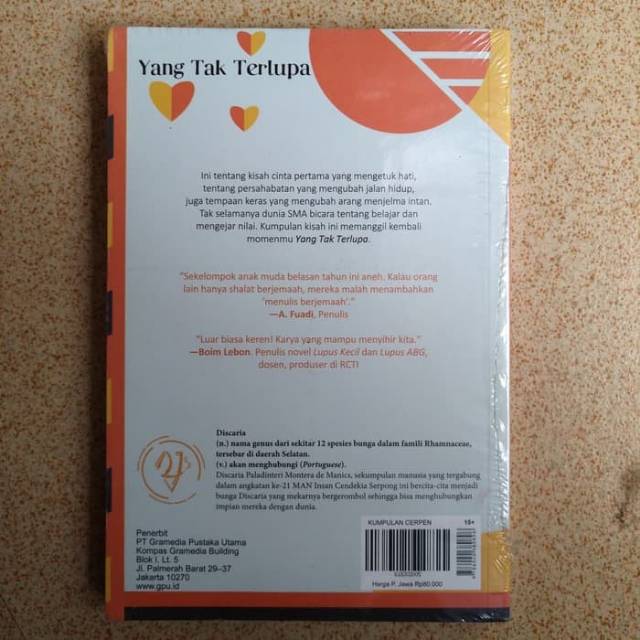 Yang Tak Terlupa
Ini tentang kisah cinta pertama yang mengetuk hati,
tentang persahabatan yang mengubah jalan hidup,
juga tempaan keras yang mengubah arang menjelma intan.
Tak selamanya dunia SMA bicara tentang belajar dan
mengejar nilai. Kumpulan kisah ini memanggil kembali
momenmu Yang Tak Terlupa.
“Sekelompok anak muda belasan tahun ini aneh. Kalau orang
lain hanya shalat berjemaah, mereka malah menambahkan
‘menulis berjemaah’.”
—A. Fuadi, Penulis
“Luar biasa keren! Karya yang mampu menyihir kita.”
—Boim Lebon. Penulis novel Lupus Kecil dan Lupus ABG,
dosen, produser di RCTI
Discaria
(n.) nama genus dari sekitar 12 spesies bunga dalam famili Rhamnaceae,
tersebar di daerah Selatan.
(v.) akan menghubungi (Portuguese).
Discaria Paladinteri Montera de Manics, sekumpulan manusia yang tergabung
dalam angkatan ke-21 MAN Insan Cendekia Serpong ini bercita-cita menjadi
bunga Discaria yang mekarnya bergerombol sehingga bisa menghubungkan
impian mereka dengan dunia.
21
Penerbit
PT Gramedia Pustaka Utama
Kompas Gramedia Building
Blok I, Lt. 5
Jl. Palmerah Barat 29–37
Jakarta 10270
www.gpu.id
KUMPULAN CERPEN 15+
Harga P. Jawa Rp80.000